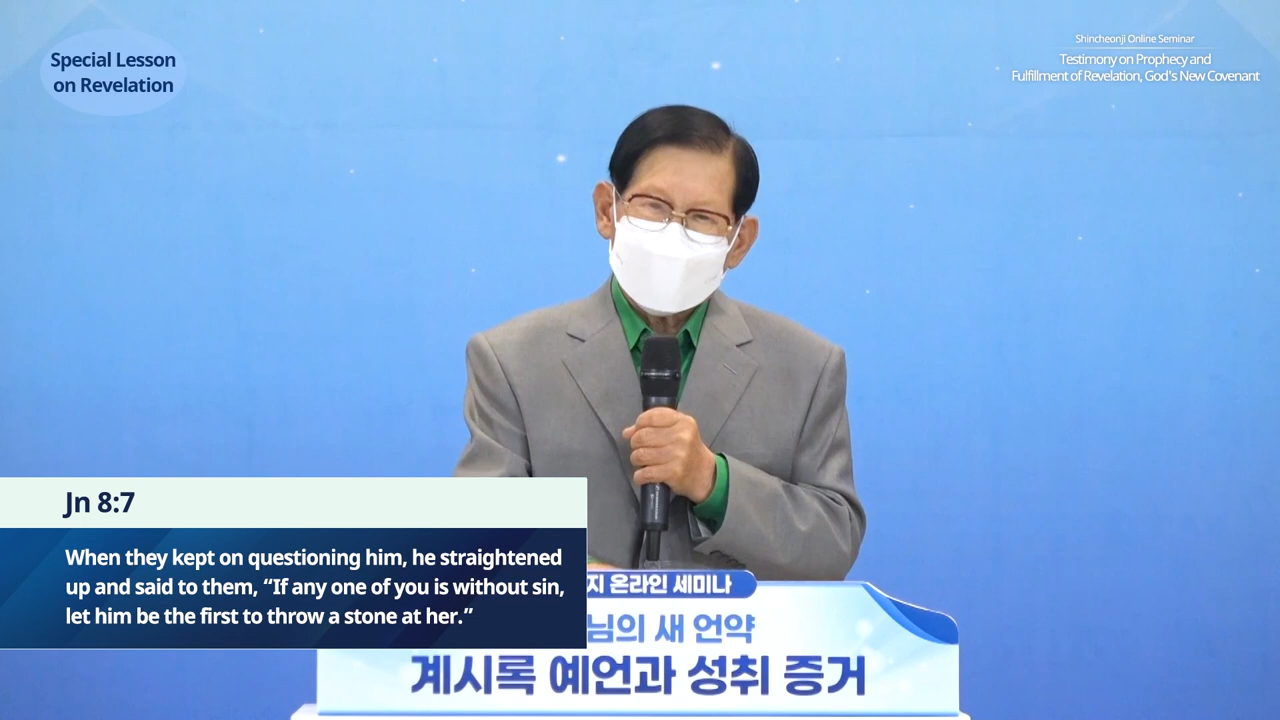 Special Lesson
on Revelation
Shincheonji Online Seminar
Testimony on Prophecy and
Fulfillment of Revelation, God's New Covenant
Jn 8:7
When they kept on questioning him, he straightened
up and said to them, “If any one of you is without sin,
let him be the first to throw a stone at her.”
지 온라인 세미나
님의 새 언약
계시록 예언과 성취 증거